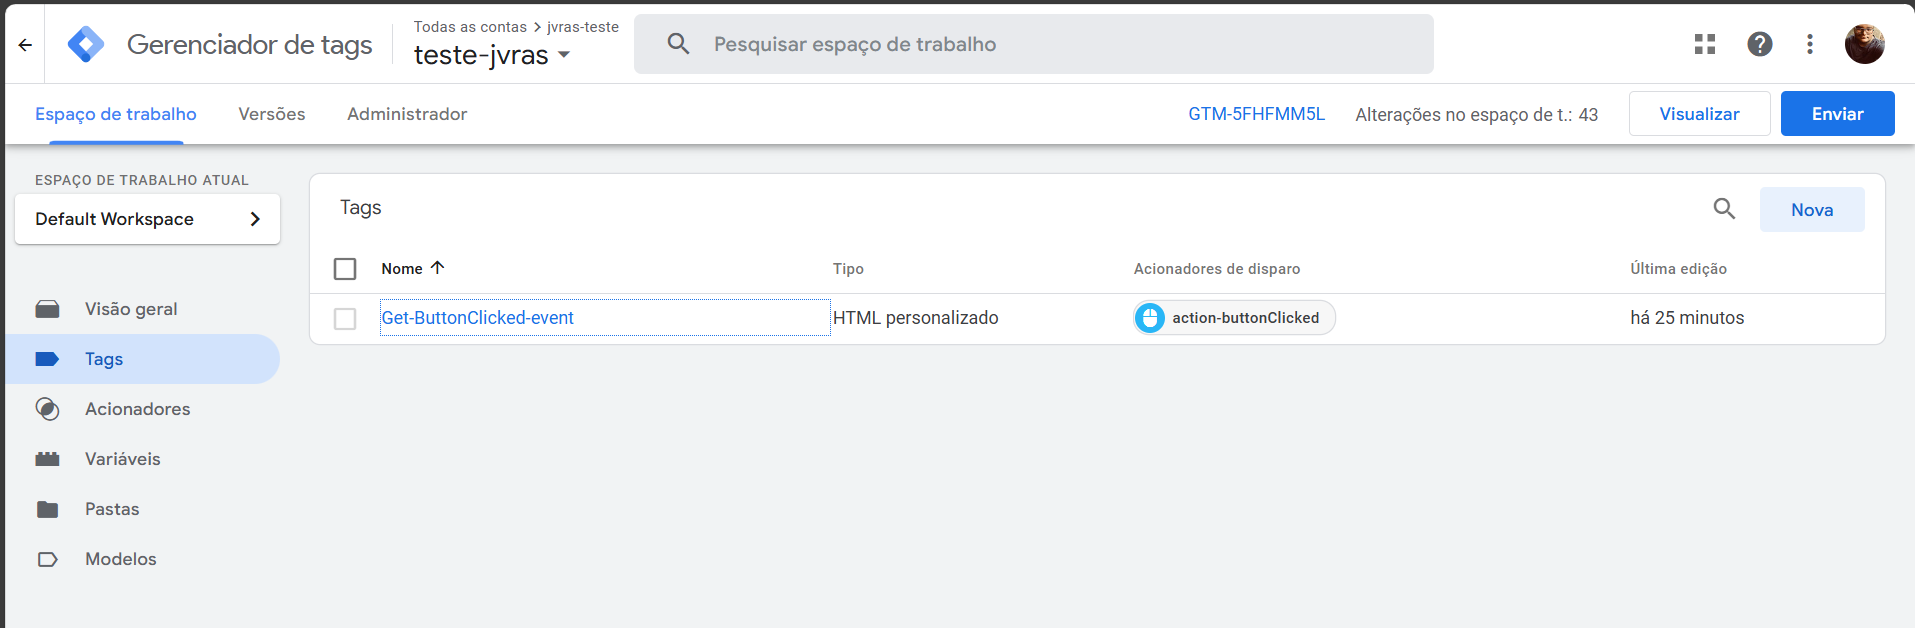 Gerenciador de tags
Todas as contas > jvras-teste
teste-jvras
Pesquisar espaço de trabalho
Espaço de trabalho
Versões
Administrador
GTM-5FHFMM5L
Alterações no espaço de t.: 43
Visualizar
Enviar
ESPAÇO DE TRABALHO ATUAL
Default Workspace
Visão geral
Tags
Acionadores
Variáveis
Pastas
Modelos
Tags
Nova
Nome Tipo Acionadores de disparo Última edição
Get-ButtonClicked-event HTML personalizado action-buttonClicked há 25 minutos